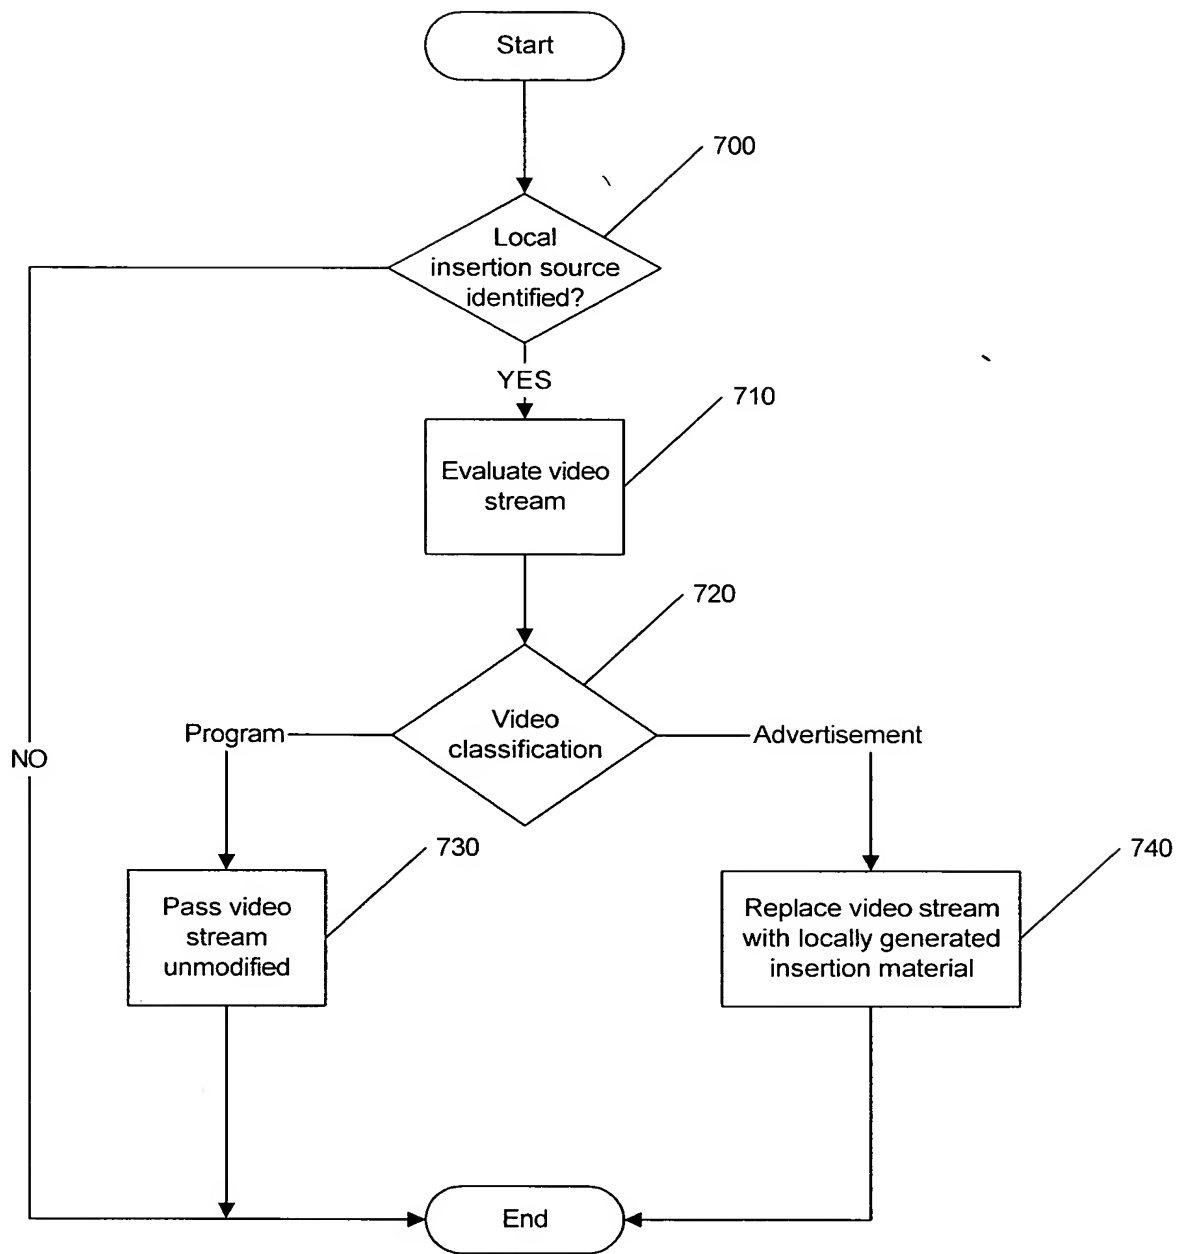 Start
700
Local
insertion source
identified?
YES
710
Evaluate video
stream
720
Program
Video
classification
Advertisement
NO
730
740
Pass video
stream
unmodified
Replace video stream
with locally generated
insertion material
End